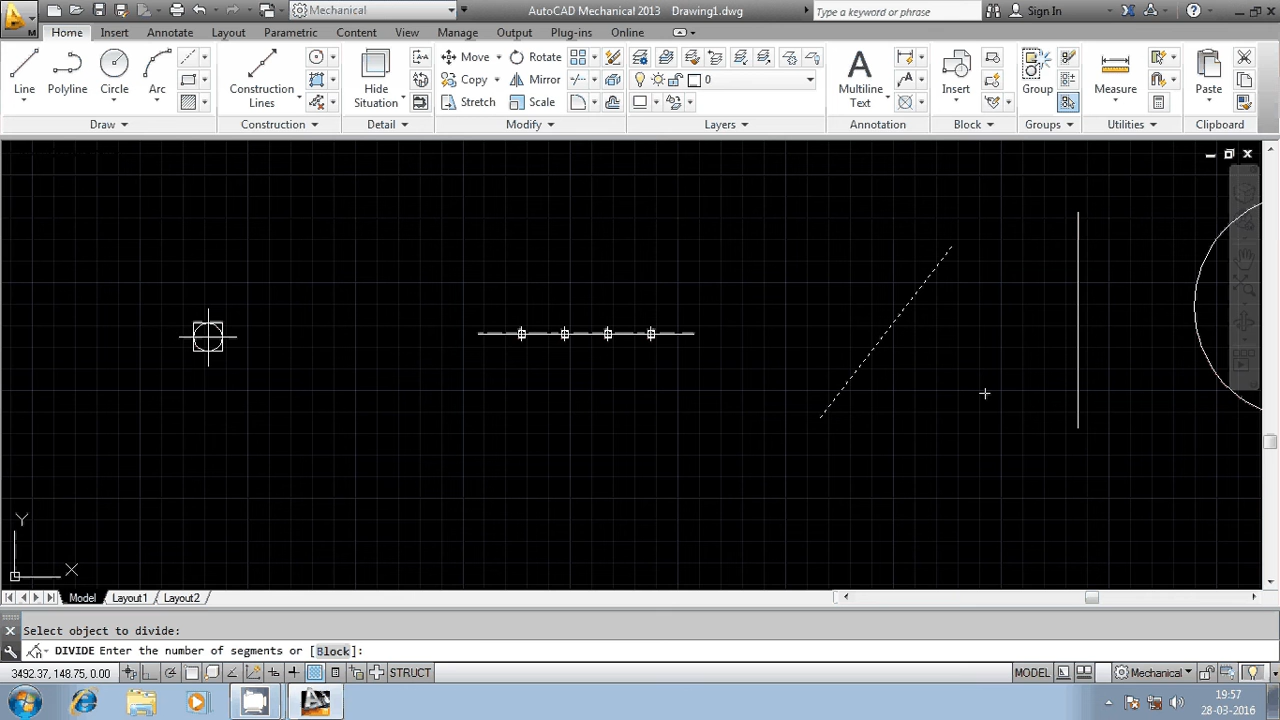 Mechanical
AutoCAD Mechanical 2013 Drawing1.dwg
Type a keyword or phrase
Sign In
M
Home Insert Annotate Layout Parametric Content View Manage Output Plug-ins Online
Line
Polyline
Circle
Arc
Construction
Lines
Hide
Situation
Move
Rotate
Copy
Mirror
Stretch
Scale
0
Multiline
Text
Insert
Group
Measure
Paste
Draw Construction Detail Modify Layers Annotation Block Groups Utilities Clipboard
Y
X
Model Layout1 Layout2
Select object to divide:
DIVIDE Enter the number of segments or [Block]:
3492.37, 148.75, 0.00
STRUCT
MODEL
Mechanical
19:57
28-03-2016